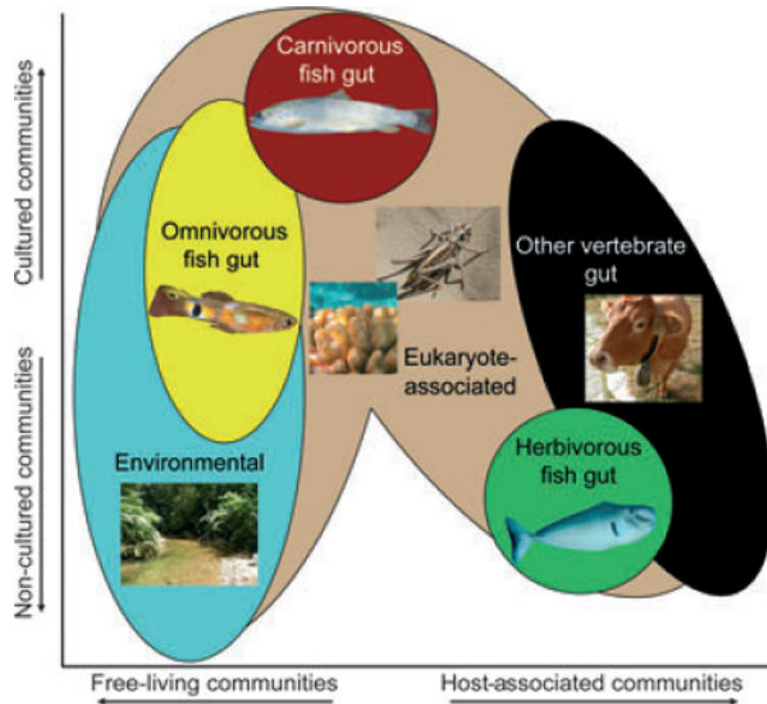 Carnivorous
fish gut
Omnivorous
fish gut
Other vertebrate
gut
Eukaryote-
associated
Environmental
Herbivorous
fish gut
Cultured communities
Non-cultured communities
Free-living communities
Host-associated communities